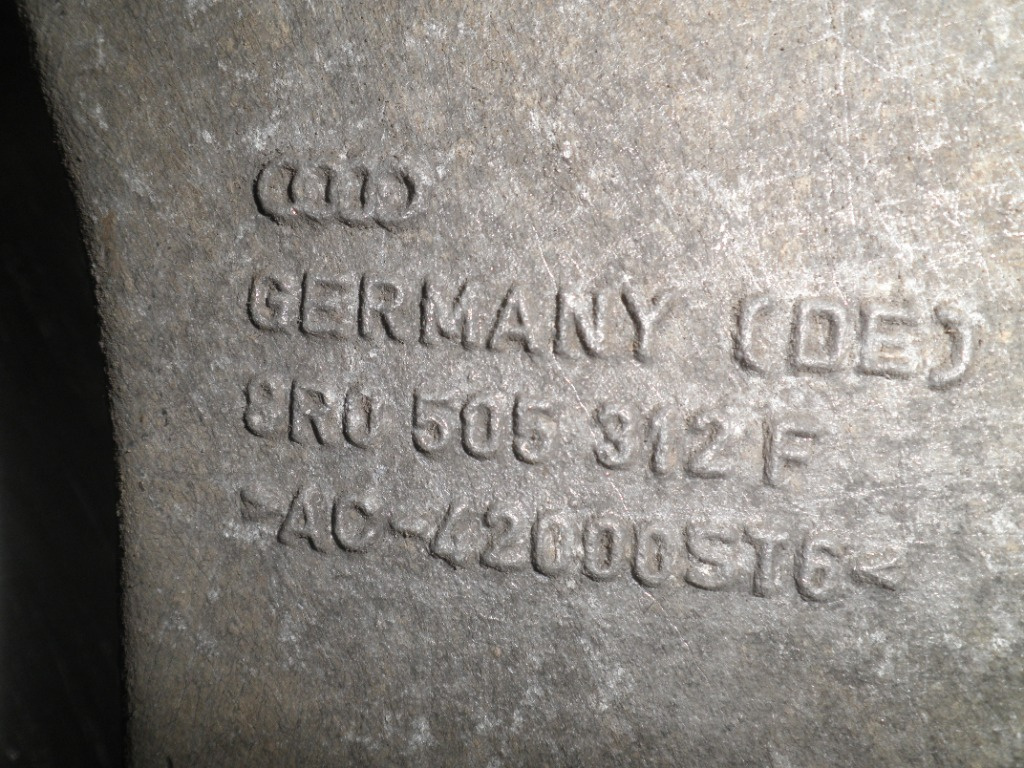 GERMANY (DE)
8R0 505 312 F
>AC-42000ST6<